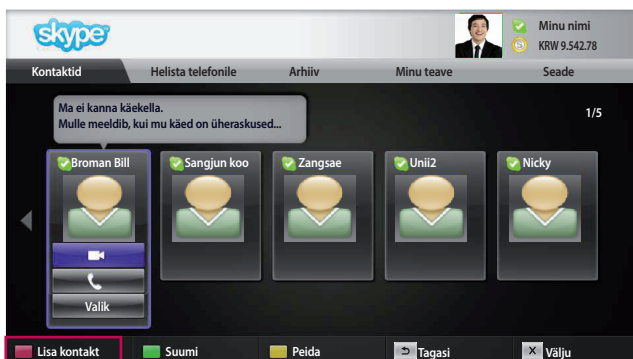 skype
Minu nimi
S KRW 9.542.78
Kontaktid Helista telefonile Arhiiv Minu teave Seade
Ma ei kanna käekella.
Mulle meeldib, kui mu käed on üheraskused...
1/5
Broman Bill Sangjun koo Zangsae Unii2 Nicky
Valik
Lisa kontakt Suumi Peida Tagasi X Välju